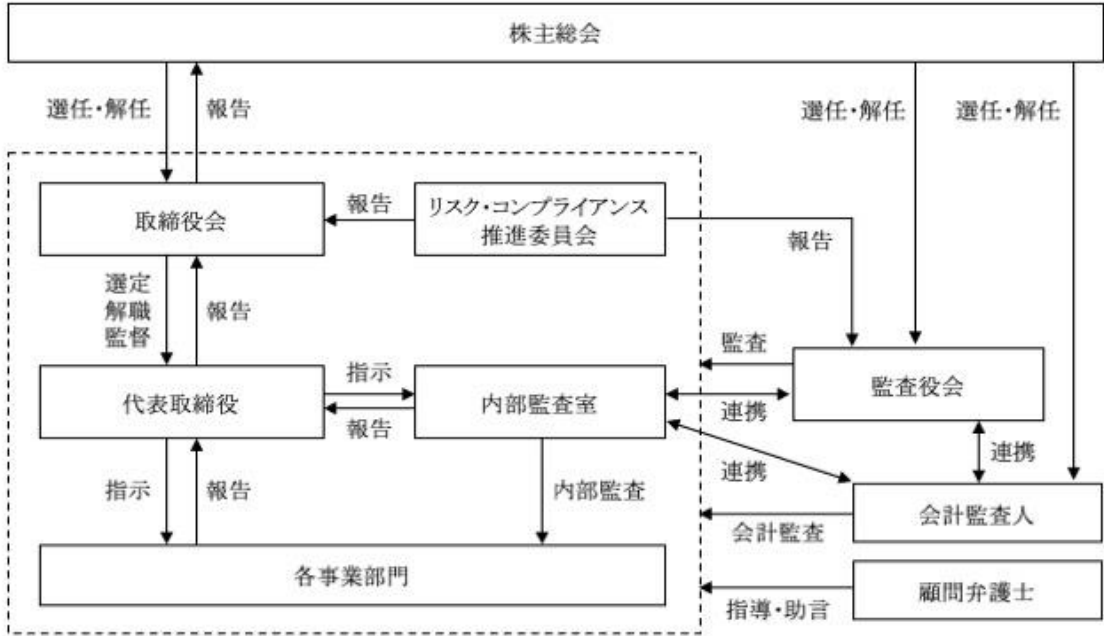 株主総会
選任・解任
報告
選任・解任
選任・解任
取締役会
報告
リスク・コンプライアンス
推進委員会
報告
選定
解職
監督
報告
監査
監査役会
代表取締役
指示
報告
内部監査室
連携
連携
指示
報告
内部監査
連携
会計監査人
会計監査
各事業部門
顧問弁護士
指導・助言